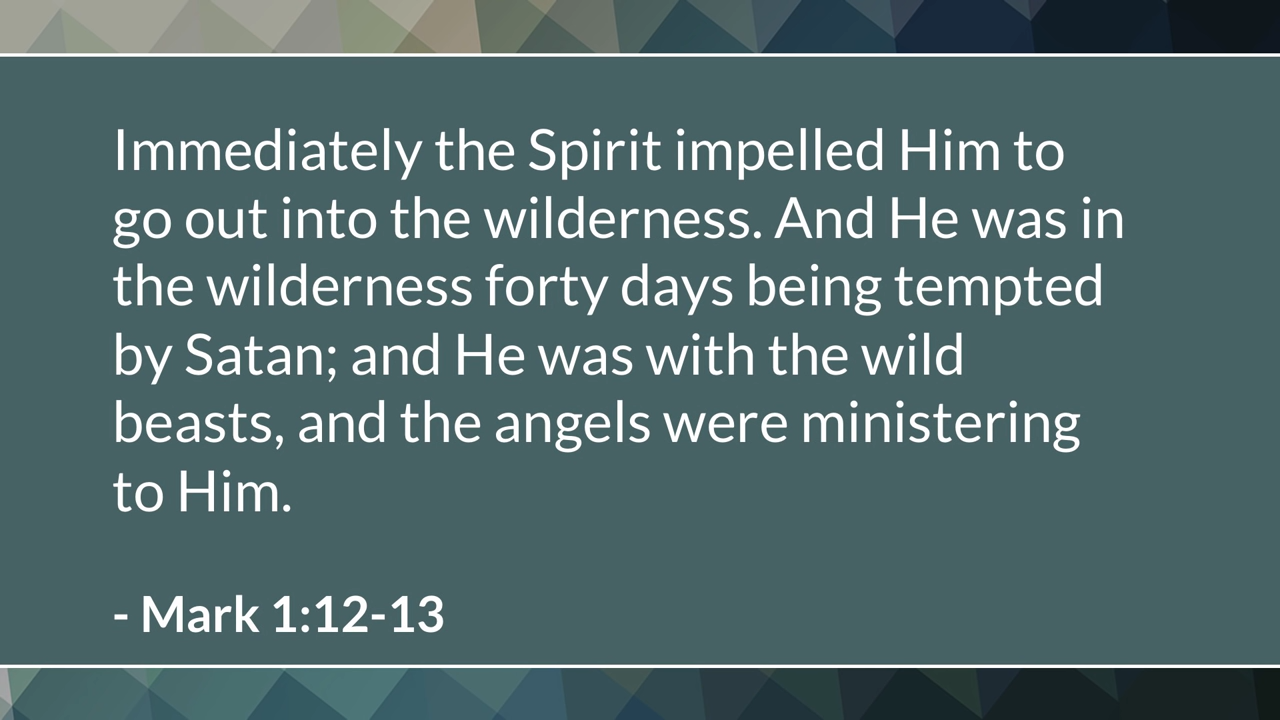 Immediately the Spirit impelled Him to
go out into the wilderness. And He was in
the wilderness forty days being tempted
by Satan; and He was with the wild
beasts, and the angels were ministering
to Him.
- Mark 1:12-13